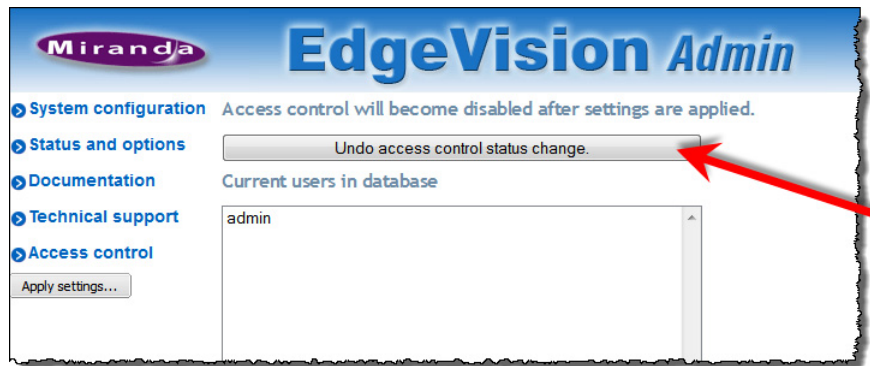 Miranda
EdgeVision Admin
System configuration
Status and options
Documentation
Technical support
Access control
Apply settings...
Access control will become disabled after settings are applied.
Undo access control status change.
Current users in database
admin